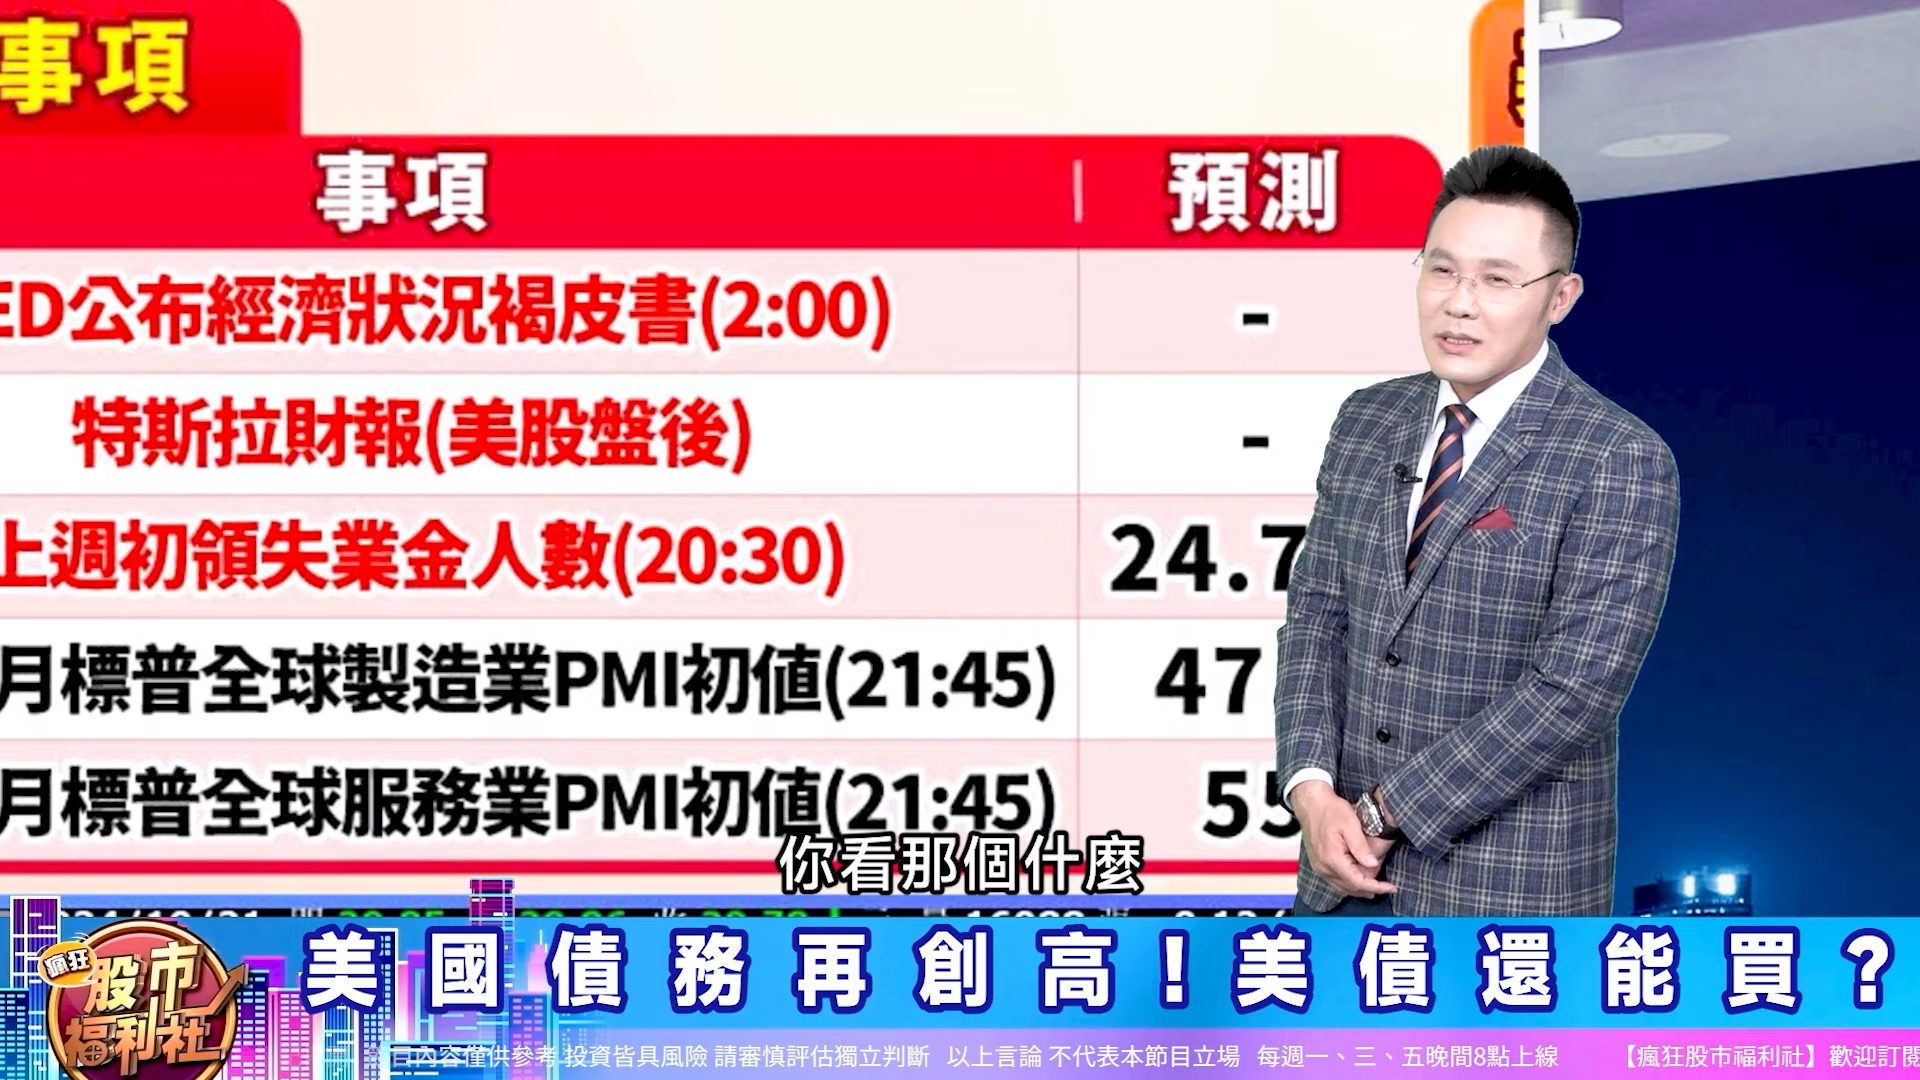 事項
事項 預測
ED公布經濟狀況褐皮書(2:00) -
特斯拉財報(美股盤後) -
上週初領失業金人數(20:30) 24.7
月標普全球製造業PMI初值(21:45) 47
月標普全球服務業PMI初值(21:45) 55
你看那個什麼
瘋狂
股市
福利社
美國債務再創高!美債還能買?
內容僅供參考 投資皆具風險 請審慎評估獨立判斷 以上言論 不代表本節目立場 每週一、三、五晚間8點上線 【瘋狂股市福利社】歡迎訂閱